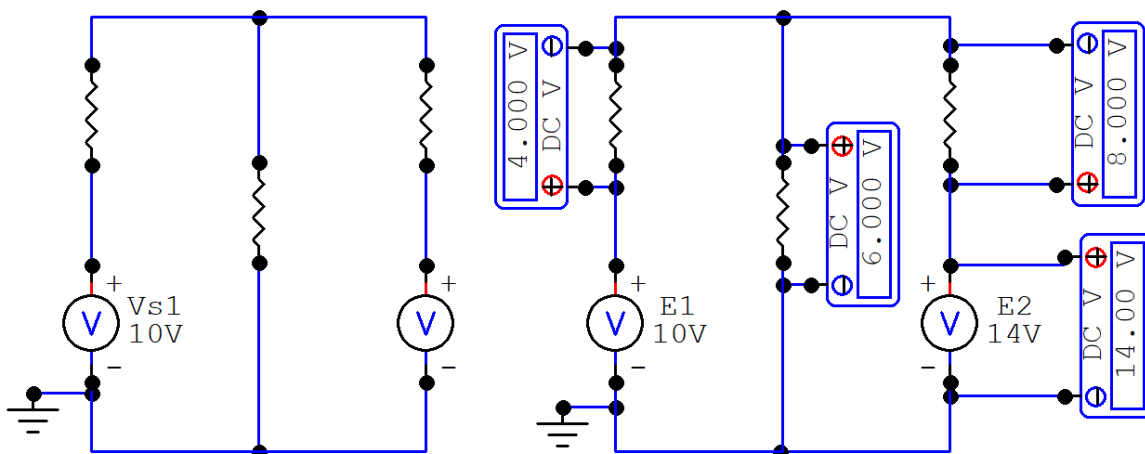 +
Vs1
10V
-
+
-
4.000 V
DC V
+
E1
10V
-
DC V
6.000 V
+
E2
14V
-
DC V
8.000 V
DC V
14.00 V
V
V
V
V